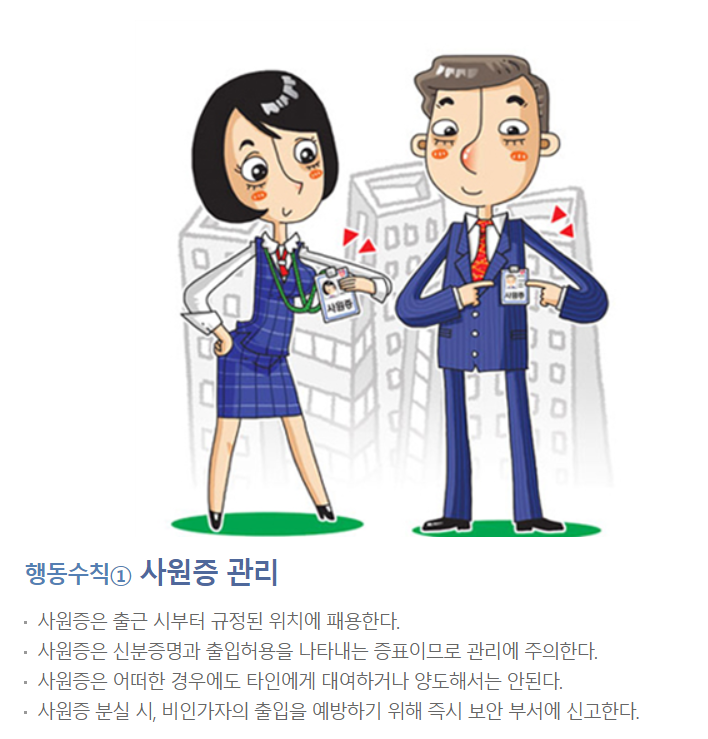 사원증
사원증
행동수칙① 사원증 관리
· 사원증은 출근 시부터 규정된 위치에 패용한다.
· 사원증은 신분증명과 출입허용을 나타내는 증표이므로 관리에 주의한다.
· 사원증은 어떠한 경우에도 타인에게 대여하거나 양도해서는 안된다.
· 사원증 분실 시, 비인가자의 출입을 예방하기 위해 즉시 보안 부서에 신고한다.